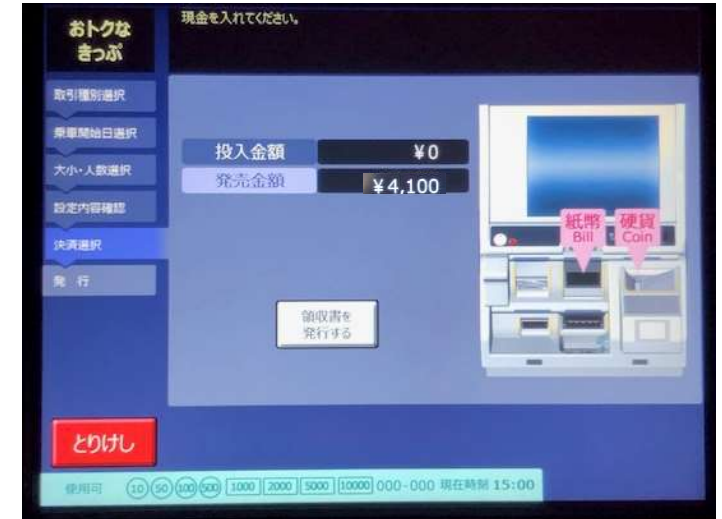 おトクな
きっぷ
現金を入れてください。
取引種別選択
乗車開始日選択
大小・人数選択
設定内容確認
決済選択
発 行
投入金額 ¥0
発売金額 ¥4,100
紙幣
Bill
硬貨
Coin
領収書を
発行する
とりけし
使用可 10 50 100 500 1000 2000 5000 10000 000-000 現在時刻 15:00